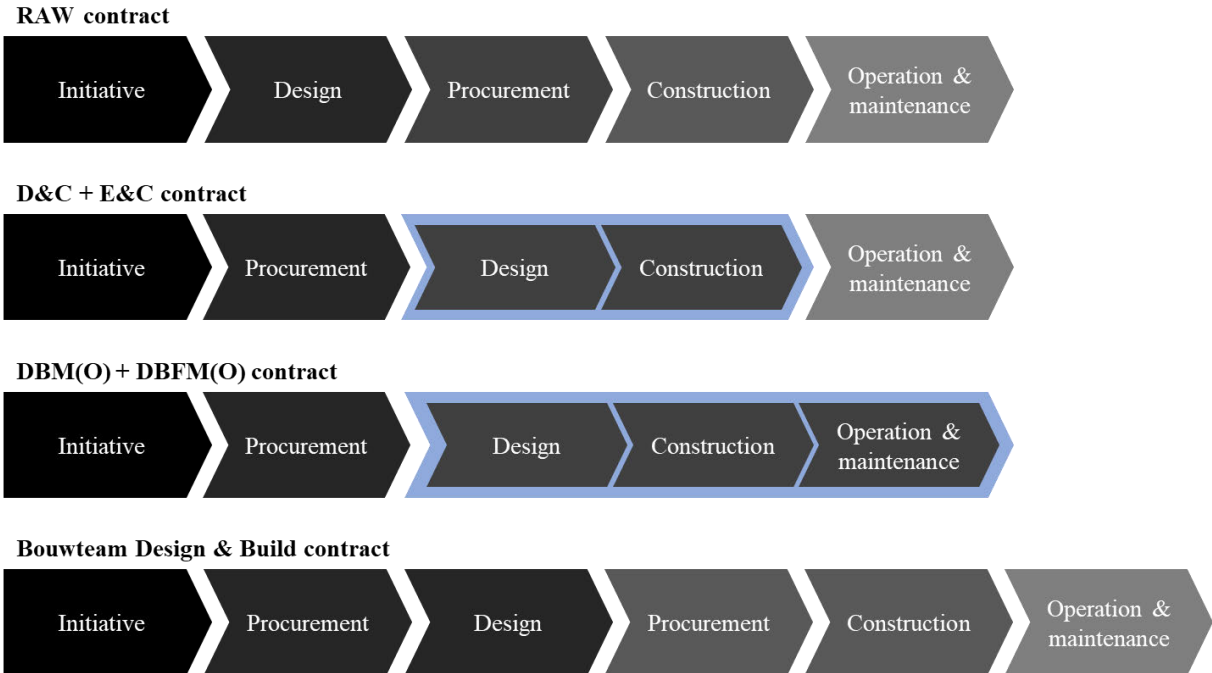 RAW contract
Initiative
Design
Procurement
Construction
Operation &
maintenance
D&C + E&C contract
Initiative
Procurement
Design
Construction
Operation &
maintenance
DBM(O) + DBFM(O) contract
Initiative
Procurement
Design
Construction
Operation &
maintenance
Bouwteam Design & Build contract
Initiative
Procurement
Design
Procurement
Construction
Operation &
maintenance